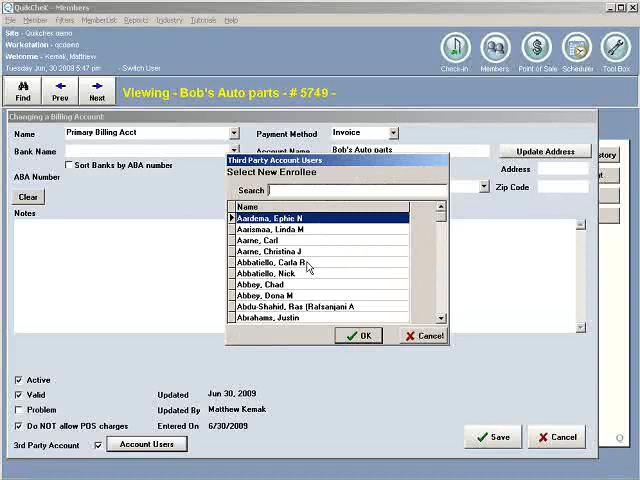 QuikCheK - Members
File Member Filters MemberList Reports Industry Tutorials Help
Site - Quikchek demo
Workstation - qcdemo
Welcome - Kemak, Matthew
Tuesday Jun, 30 2009 5:47 pm - Switch User
Check-in Members Point of Sale Scheduler Tool Box
Find Prev Next
Viewing - Bob's Auto parts - # 5749 -
Changing a Billing Account
Name Primary Billing Acct Payment Method Invoice
Bank Name Account Name Bob's Auto parts Update Address
Sort Banks by ABA number
Address
ABA Number
Zip Code
Clear
Notes
Third Party Account Users
Select New Enrollee
Search
Name
Aardema, Ephie N
Aarismaa, Linda M
Aarne, Carl
Aarne, Christina J
Abbatiello, Carla R
Abbatiello, Nick
Abbey, Chad
Abbey, Dona M
Abdu-Shahid, Ras (Rafsanjani A
Abrahams, Justin
OK Cancel
Active
Valid Updated Jun 30, 2009
Problem Updated By Matthew Kemak
Do NOT allow POS charges Entered On 6/30/2009
3rd Party Account Account Users
Save Cancel